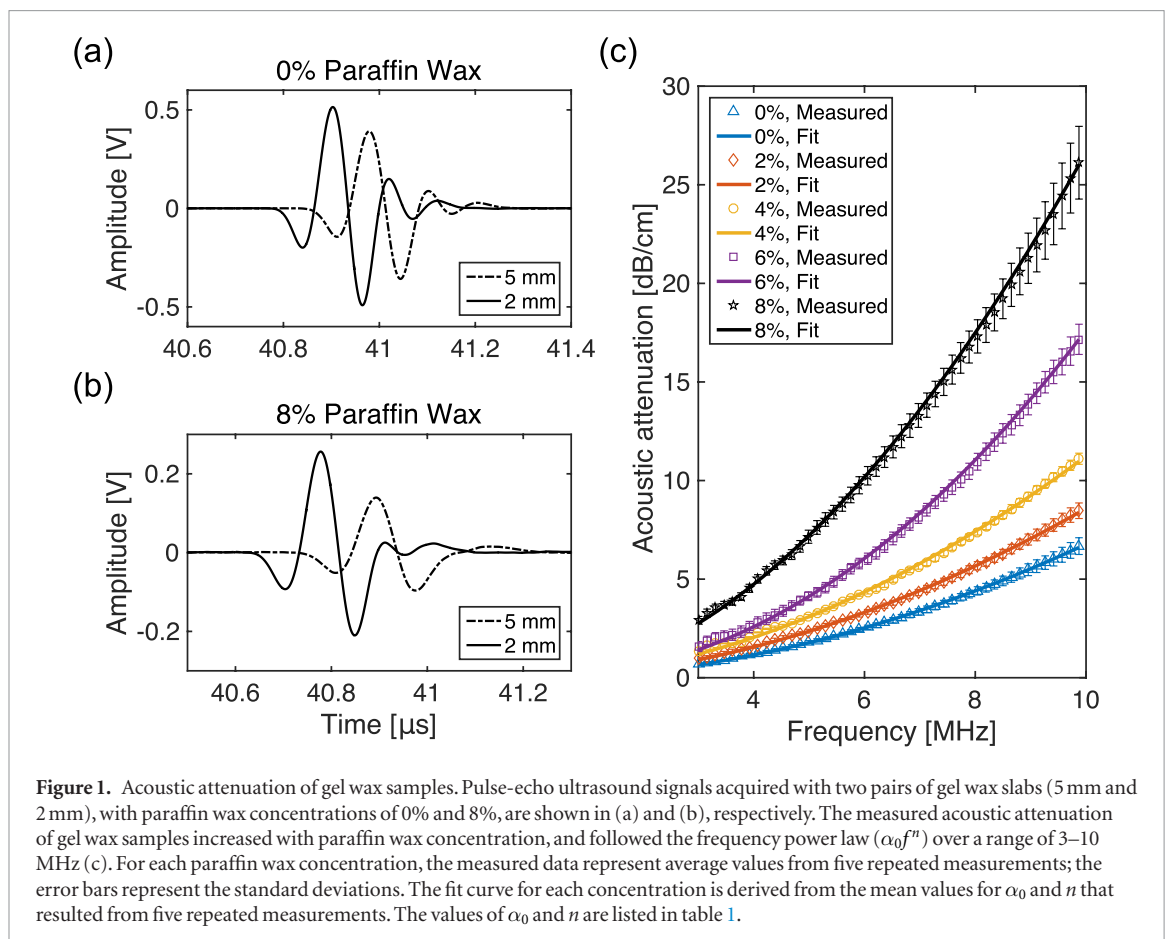 (a)
0% Paraffin Wax
Amplitude [V]
0.5
0
-0.5
40.6
40.8
41
41.2
41.4
5 mm
2 mm
(b)
8% Paraffin Wax
Amplitude [V]
0.2
0
-0.2
40.6
40.8
41
41.2
Time [µs]
5 mm
2 mm
(c)
Acoustic attenuation [dB/cm]
30
25
20
15
10
5
0
4
6
8
10
Frequency [MHz]
0%, Measured
0%, Fit
2%, Measured
2%, Fit
4%, Measured
4%, Fit
6%, Measured
6%, Fit
8%, Measured
8%, Fit
Figure 1. Acoustic attenuation of gel wax samples. Pulse-echo ultrasound signals acquired with two pairs of gel wax slabs (5 mm and
2 mm), with paraffin wax concentrations of 0% and 8%, are shown in (a) and (b), respectively. The measured acoustic attenuation
of gel wax samples increased with paraffin wax concentration, and followed the frequency power law (α₀fⁿ) over a range of 3–10
MHz (c). For each paraffin wax concentration, the measured data represent average values from five repeated measurements; the
error bars represent the standard deviations. The fit curve for each concentration is derived from the mean values for α₀ and n that
resulted from five repeated measurements. The values of α₀ and n are listed in table 1.